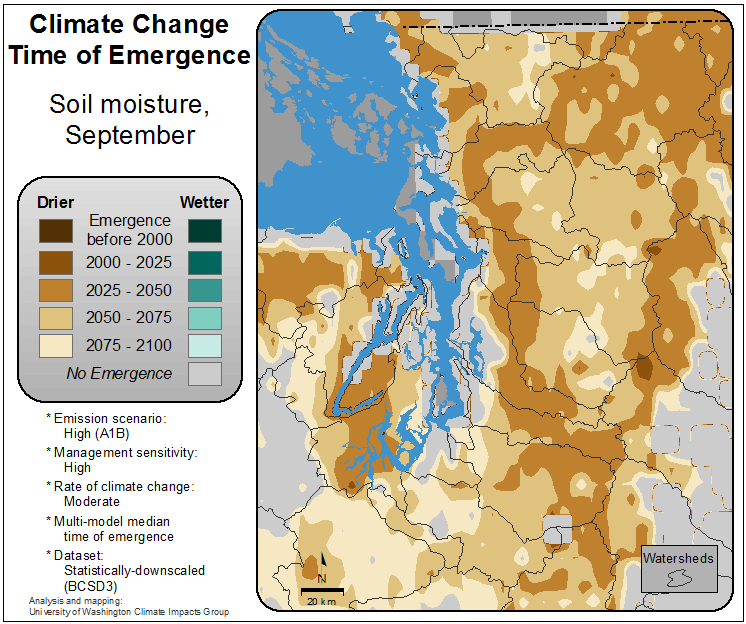 Climate Change
Time of Emergence
Soil moisture,
September
Drier
Wetter
Emergence
before 2000
2000 - 2025
2025 - 2050
2050 - 2075
2075 - 2100
No Emergence
* Emission scenario:
High (A1B)
* Management sensitivity:
High
* Rate of climate change:
Moderate
* Multi-model median
time of emergence
* Dataset:
Statistically-downscaled
(BCSD3)
Analysis and mapping:
University of Washington Climate Impacts Group
N
20 km
Watersheds